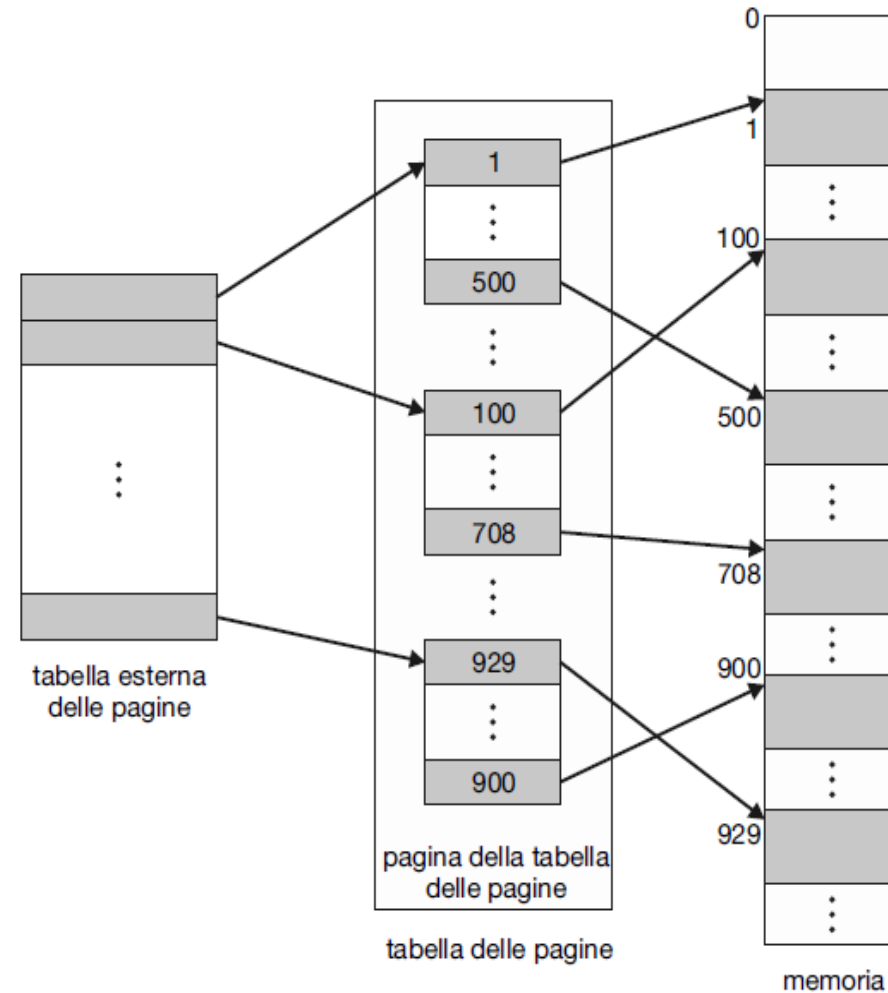 tabella esterna
delle pagine
1
500
100
708
929
900
pagina della tabella
delle pagine
tabella delle pagine
0
1
100
500
708
900
929
memoria